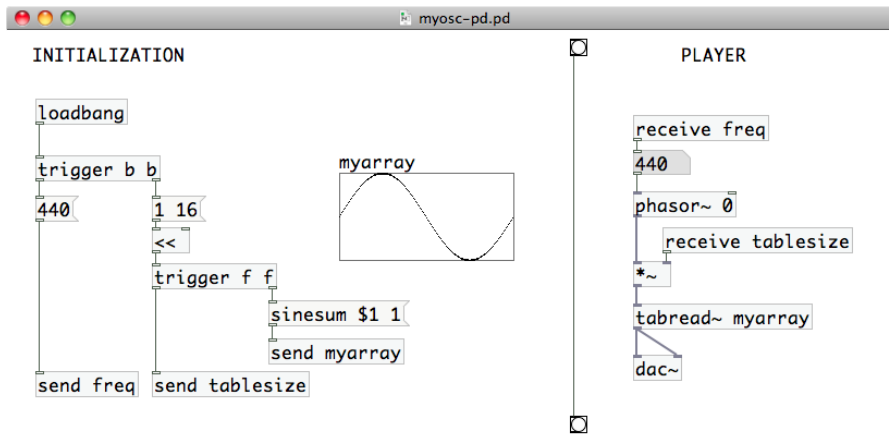 myosc-pd.pd
INITIALIZATION
loadbang
trigger b b
440
1 16
<<
trigger f f
sinesum $1 1
send myarray
send freq
send tablesize
myarray
PLAYER
receive freq
440
phasor~ 0
receive tablesize
*~
tabread~ myarray
dac~